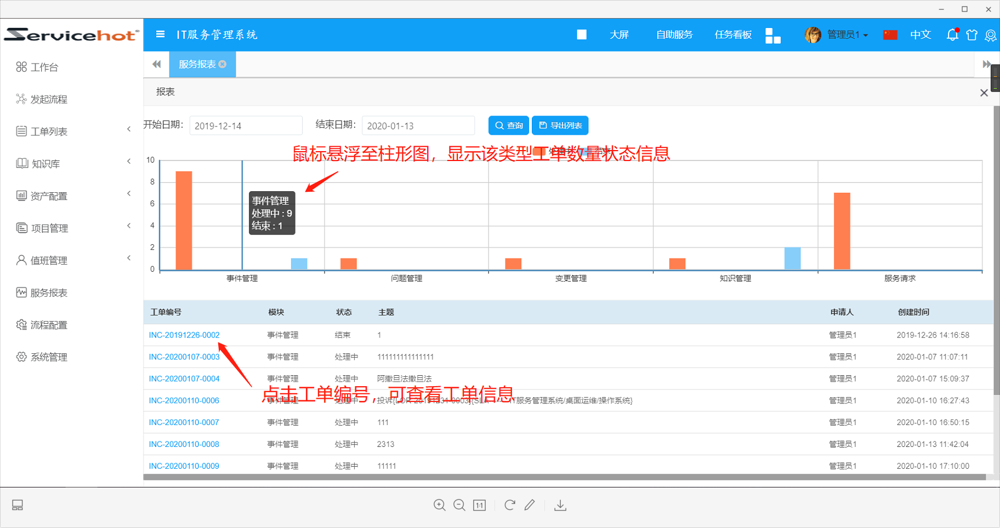 Servicehot®
IT服务管理系统
大屏
自助服务
任务看板
管理员1
中文
工作台
发起流程
工单列表
知识库
资产配置
项目管理
值班管理
服务报表
流程配置
系统管理
服务报表
报表
开始日期：
2019-12-14
结束日期：
2020-01-13
查询
导出列表
鼠标悬浮至柱形图，显示该类型工单数量状态信息
处理中
结束
10
8
6
4
2
0
事件管理
处理中 : 9
结束 : 1
事件管理 问题管理 变更管理 知识管理 服务请求
工单编号 模块 状态 主题 申请人 创建时间
INC-20191226-0002 事件管理 结束 1 管理员1 2019-12-26 14:16:58
INC-20200107-0003 事件管理 处理中 111111111111111 管理员1 2020-01-07 11:07:11
INC-20200107-0004 事件管理 处理中 阿撒旦法撒旦法 管理员1 2020-01-07 15:09:37
点击工单编号，可查看工单信息
INC-20200110-0006 事件管理 处理中 投诉{LOR-20191231-0003}{SLA IT服务管理系统/桌面运维/操作系统} 管理员1 2020-01-10 16:27:43
INC-20200110-0007 事件管理 处理中 111 管理员1 2020-01-10 16:50:15
INC-20200110-0008 事件管理 处理中 2313 管理员1 2020-01-13 11:42:04
INC-20200110-0009 事件管理 处理中 11111 管理员1 2020-01-10 17:10:00
1:1